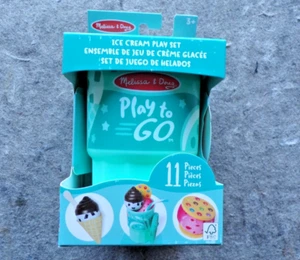 Melissa & Doug
3+
ICE CREAM PLAY SET
ENSEMBLE DE JEU DE CRÈME GLACÉE
SET DE JUEGO DE HELADOS
Melissa & Doug
Play to
GO
11 Pieces
Pièces
Piezas
FSC